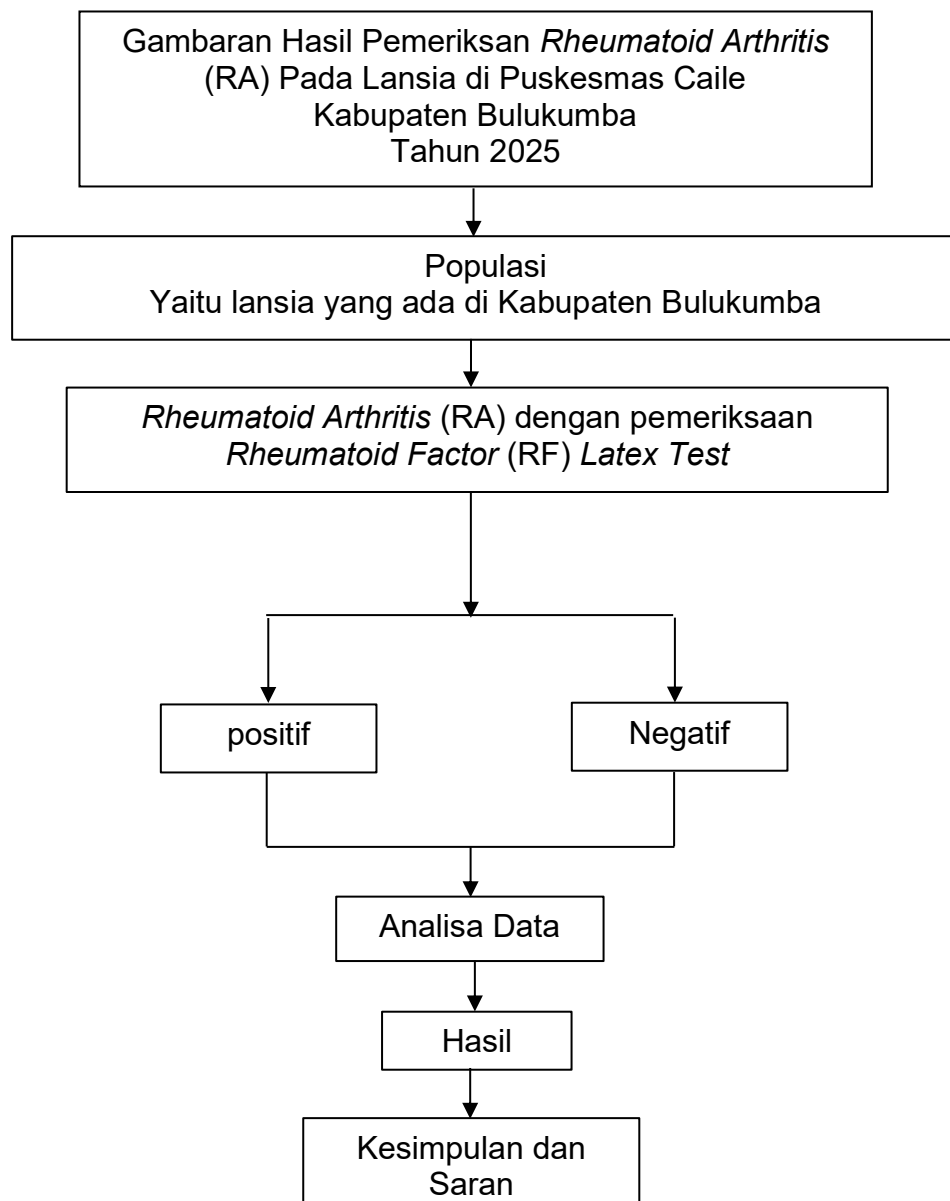 Gambaran Hasil Pemeriksan Rheumatoid Arthritis
(RA) Pada Lansia di Puskesmas Caile
Kabupaten Bulukumba
Tahun 2025
Populasi
Yaitu lansia yang ada di Kabupaten Bulukumba
Rheumatoid Arthritis (RA) dengan pemeriksaan
Rheumatoid Factor (RF) Latex Test
positif
Negatif
Analisa Data
Hasil
Kesimpulan dan
Saran